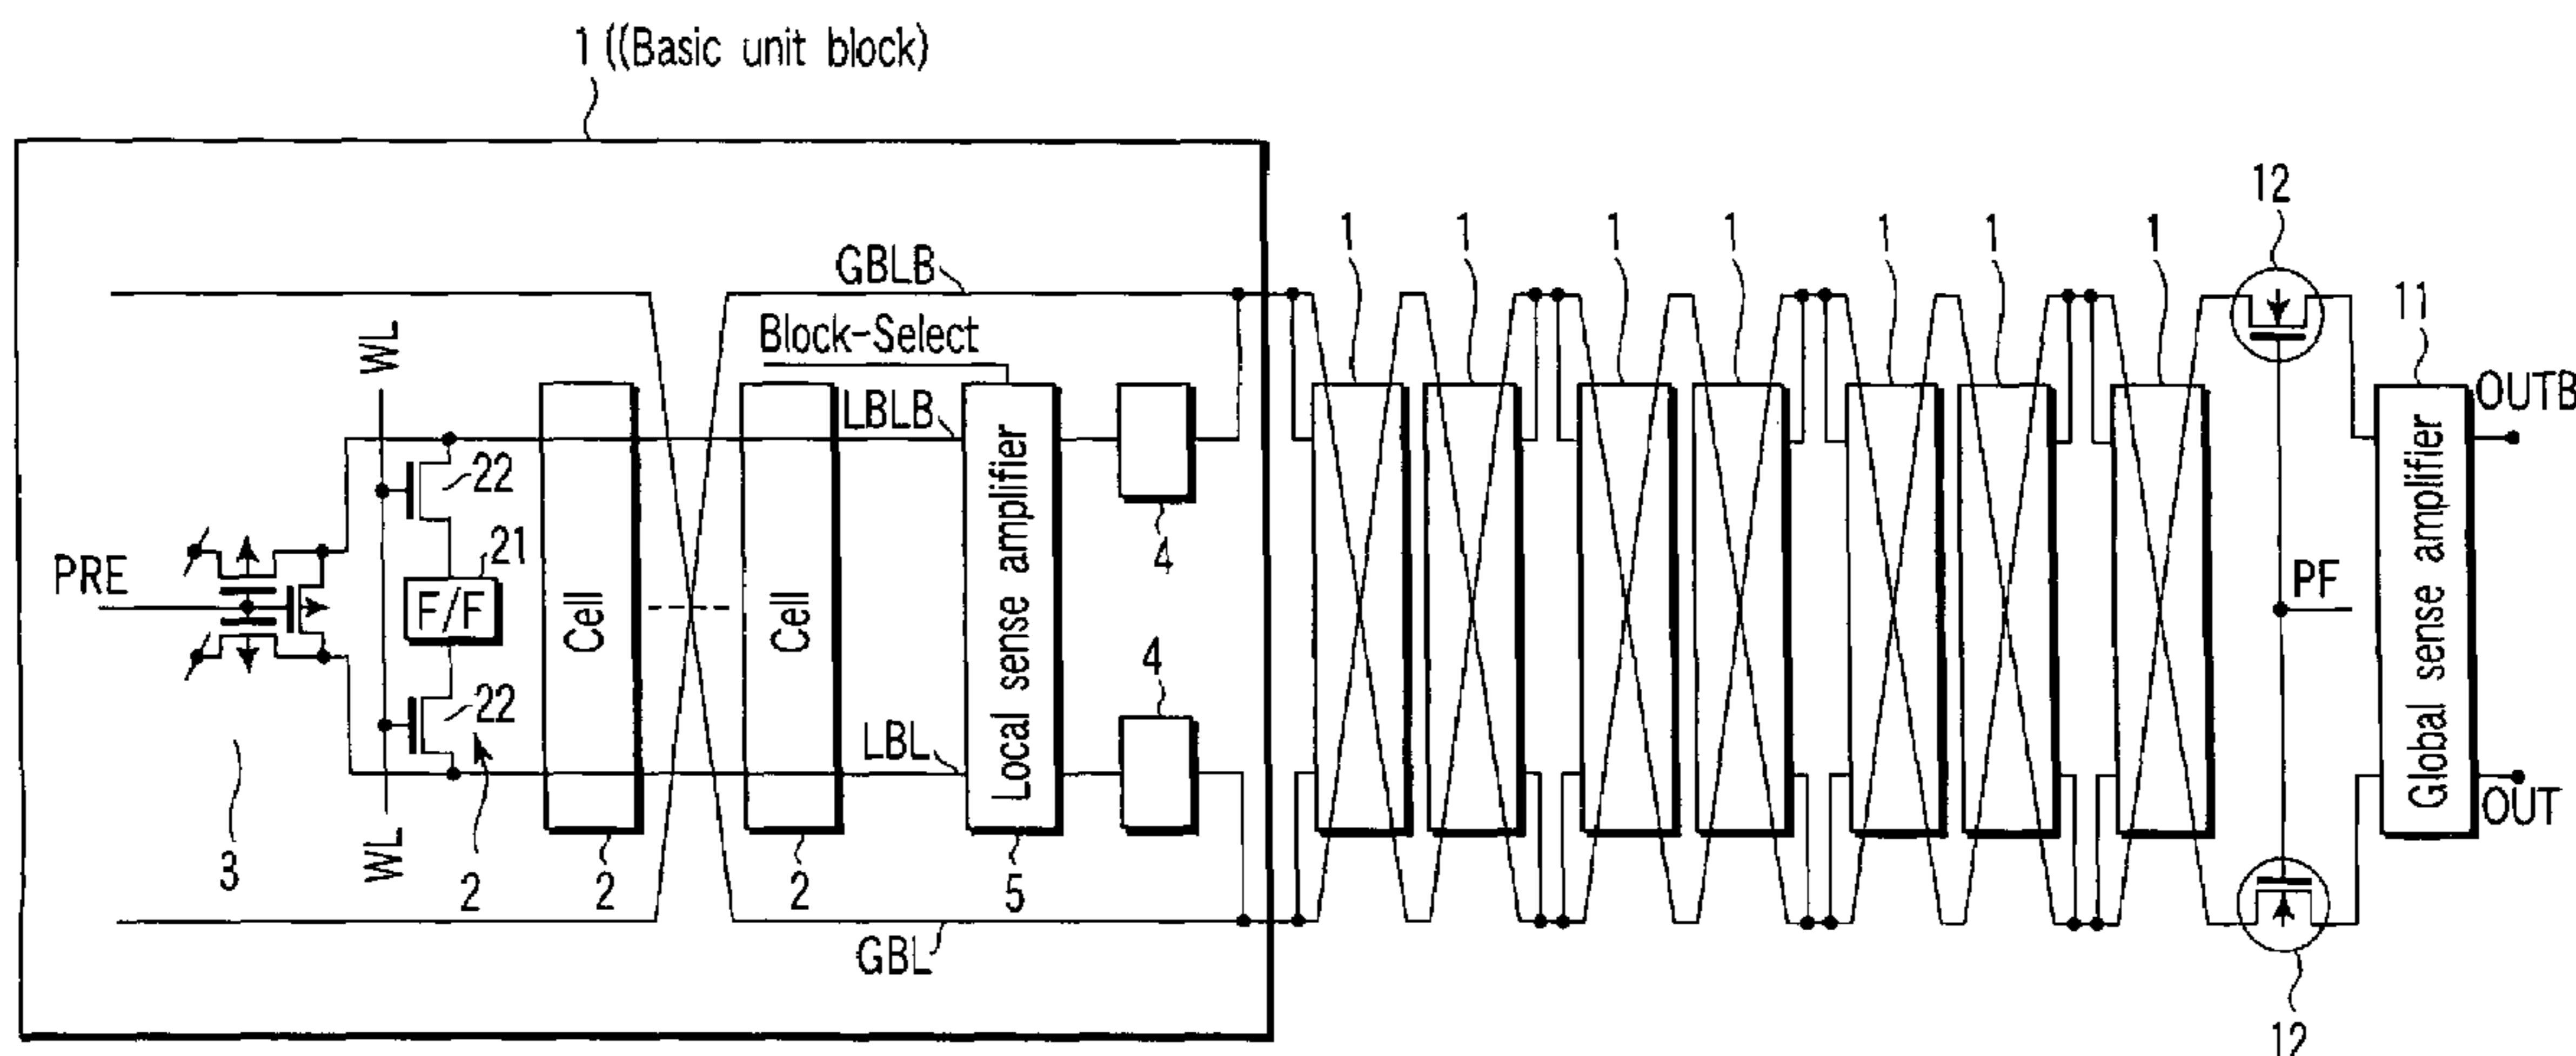 1 ((Basic unit block)
12
1 1 1 1 1 1 1
GBLB
11
Block-Select
WL
OUTB
LBLB
22
4
21
PRE
F/F
Cell
Cell
Local sense amplifier
PF
Global sense amplifier
4
22
LBL
OUT
WL
3
2
2
2
5
GBL
12